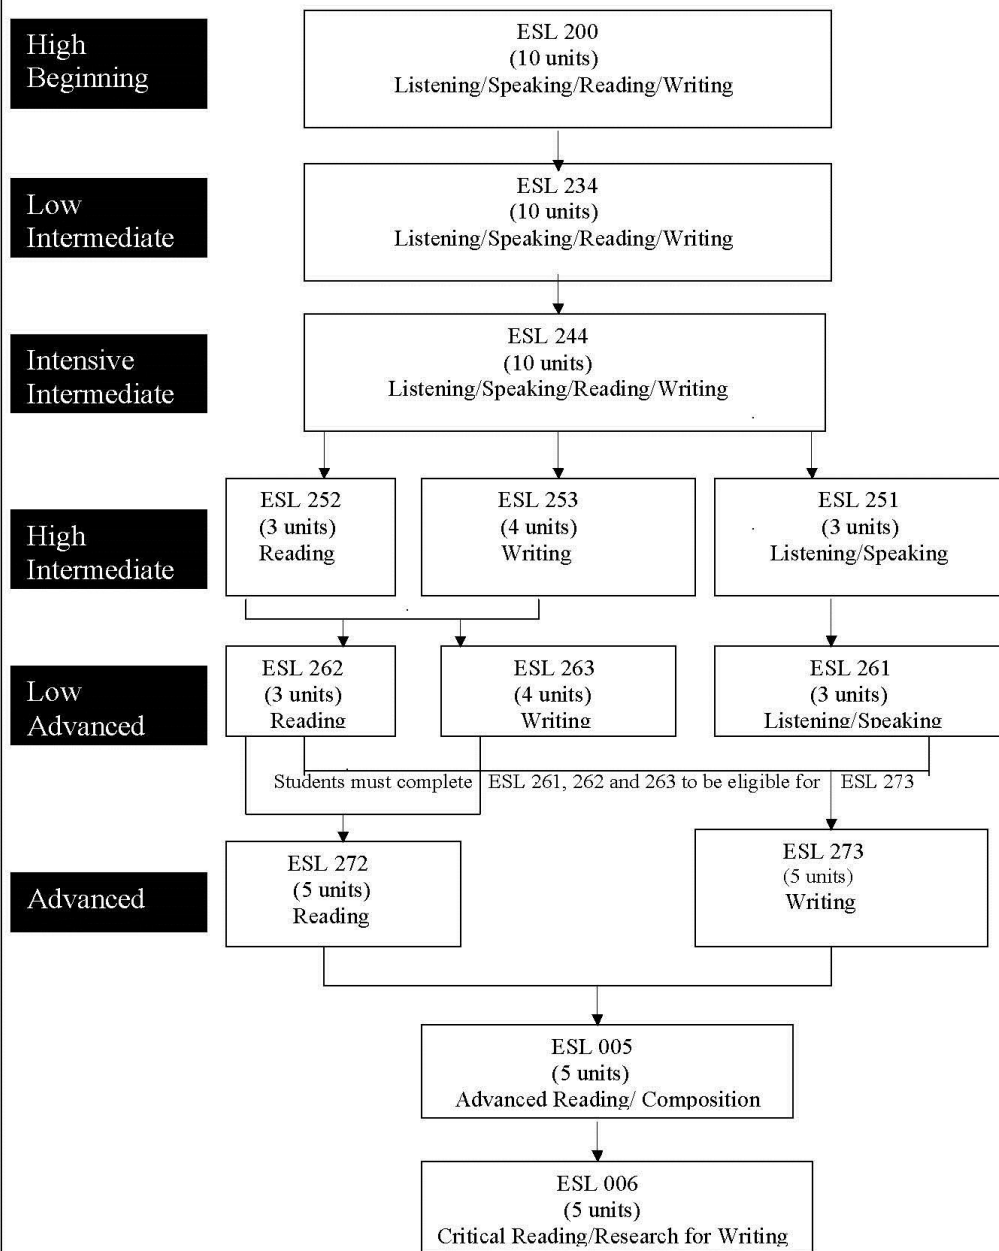 High
Beginning
ESL 200
(10 units)
Listening/Speaking/Reading/Writing
Low
Intermediate
ESL 234
(10 units)
Listening/Speaking/Reading/Writing
Intensive
Intermediate
ESL 244
(10 units)
Listening/Speaking/Reading/Writing
High
Intermediate
ESL 252
(3 units)
Reading
ESL 253
(4 units)
Writing
ESL 251
(3 units)
Listening/Speaking
Low
Advanced
ESL 262
(3 units)
Reading
ESL 263
(4 units)
Writing
ESL 261
(3 units)
Listening/Speaking
Students must complete ESL 261, 262 and 263 to be eligible for ESL 273
Advanced
ESL 272
(5 units)
Reading
ESL 273
(5 units)
Writing
ESL 005
(5 units)
Advanced Reading/ Composition
ESL 006
(5 units)
Critical Reading/Research for Writing